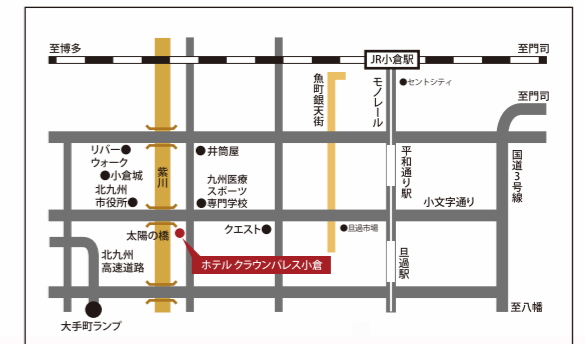 至博多
JR小倉駅
至門司
セントシティ
魚町銀天街
モノレール
至門司
リバー
ウォーク
小倉城
北九州
市役所
紫川
井筒屋
九州医療
スポーツ
専門学校
平和通り駅
国道3号線
小文字通り
太陽の橋
クエスト
旦過市場
旦過駅
ホテル クラウンパレス小倉
北九州
高速道路
大手町ランプ
至八幡